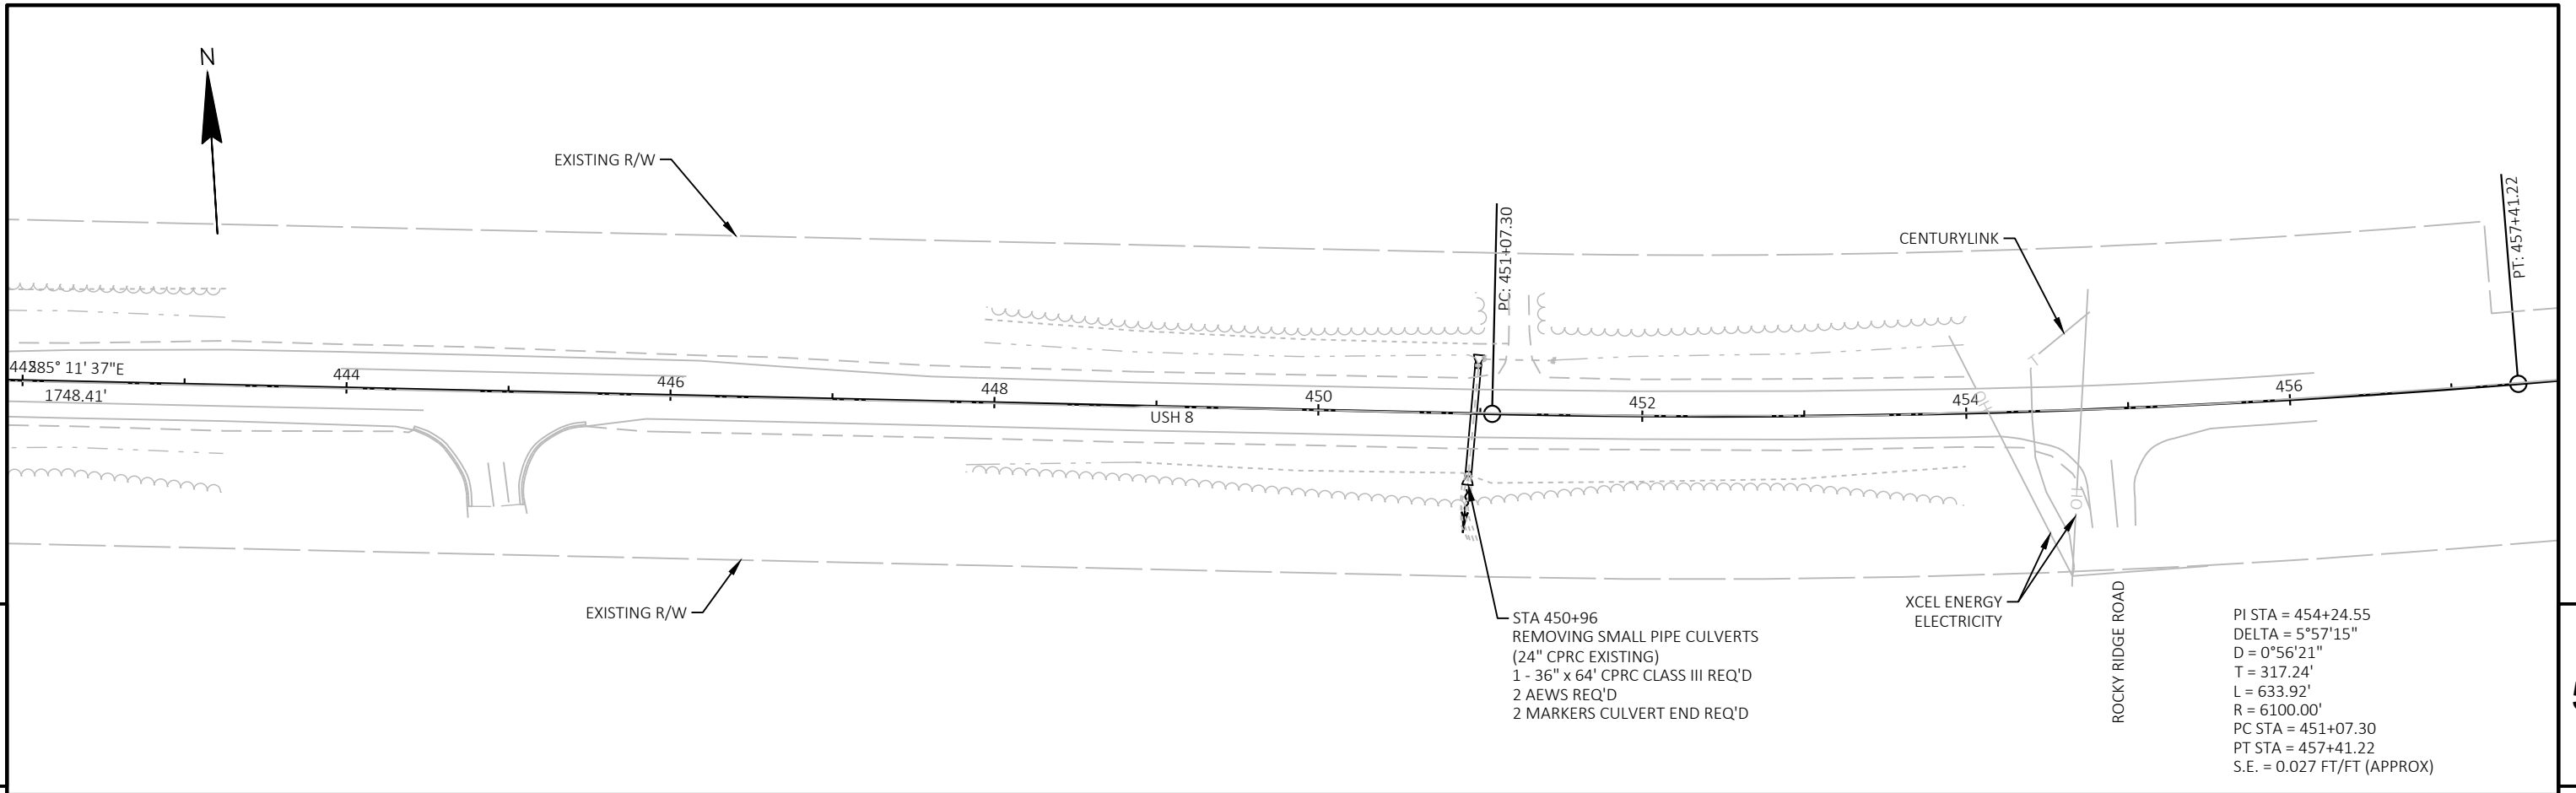 N
EXISTING R/W
PC: 451+07.30
CENTURYLINK
PT: 457+41.22
442
S85° 11' 37"E
1748.41'
444
446
448
450
452
454
456
USH 8
T
OH
OH
EXISTING R/W
STA 450+96
REMOVING SMALL PIPE CULVERTS
(24" CPRC EXISTING)
1 - 36" x 64' CPRC CLASS III REQ'D
2 AEWS REQ'D
2 MARKERS CULVERT END REQ'D
XCEL ENERGY
ELECTRICITY
ROCKY RIDGE ROAD
PI STA = 454+24.55
DELTA = 5°57'15"
D = 0°56'21"
T = 317.24'
L = 633.92'
R = 6100.00'
PC STA = 451+07.30
PT STA = 457+41.22
S.E. = 0.027 FT/FT (APPROX)